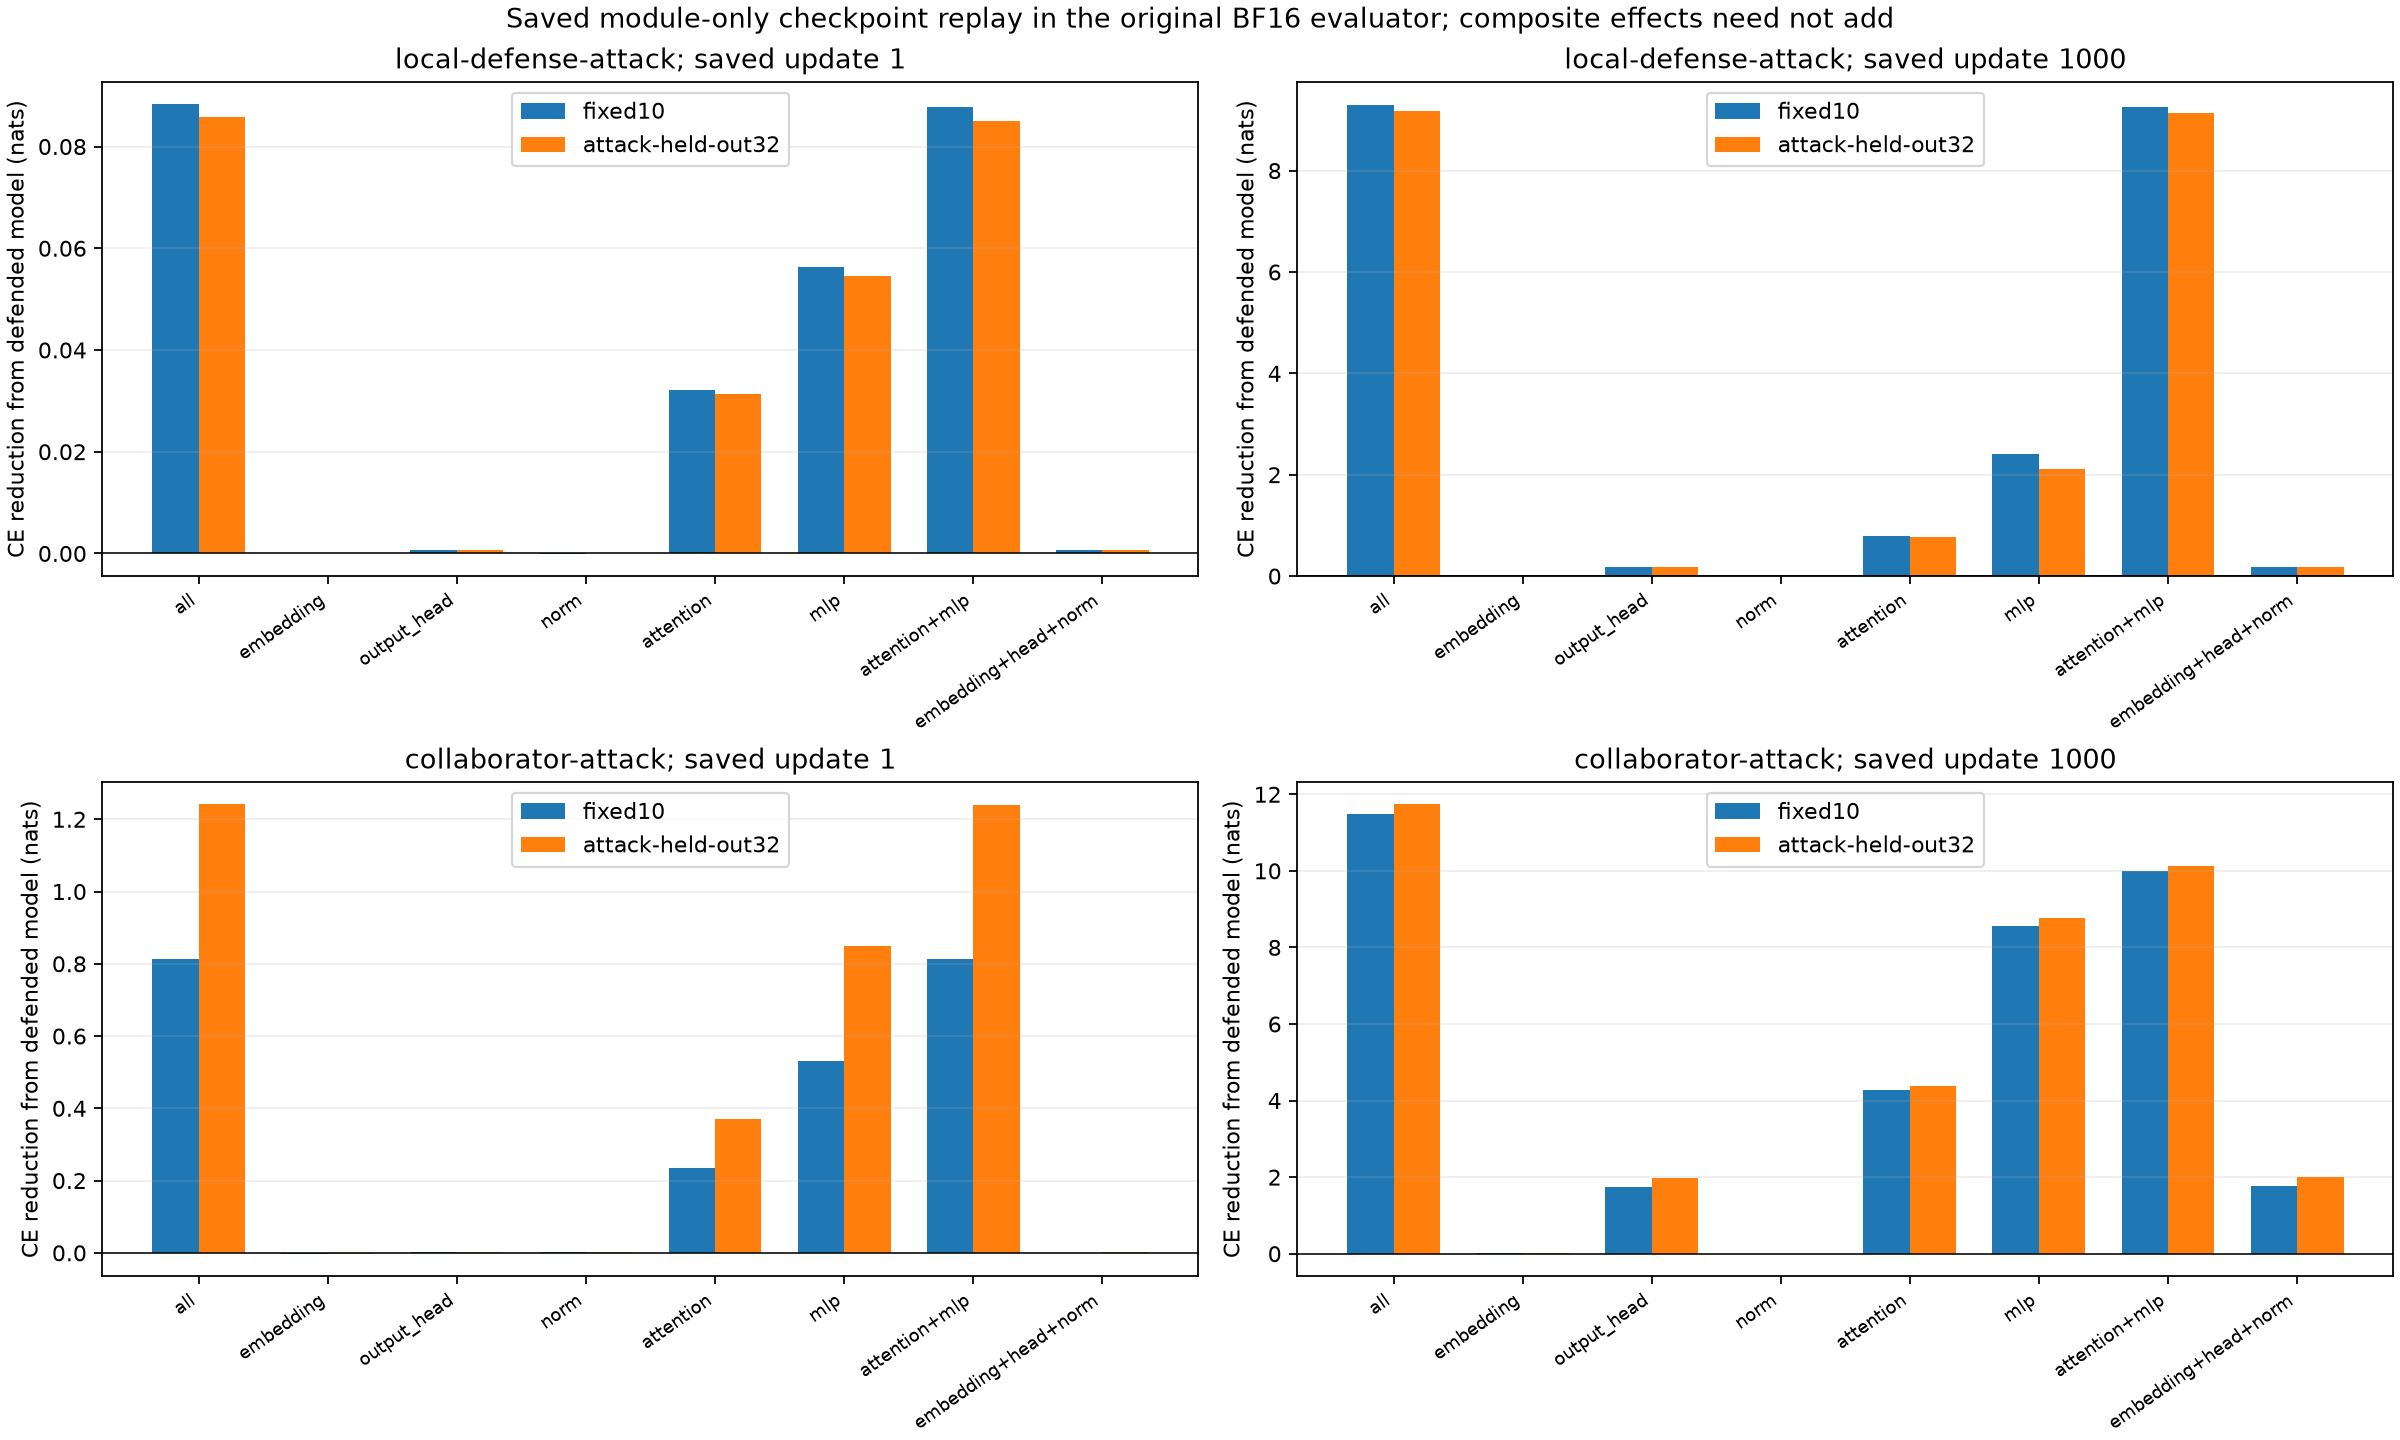 Saved module-only checkpoint replay in the original BF16 evaluator; composite effects need not add
local-defense-attack; saved update 1
CE reduction from defended model (nats)
0.08
0.06
0.04
0.02
0.00
fixed10
attack-held-out32
all
embedding
output_head
norm
attention
mlp
attention+mlp
embedding+head+norm
local-defense-attack; saved update 1000
CE reduction from defended model (nats)
8
6
4
2
0
fixed10
attack-held-out32
all
embedding
output_head
norm
attention
mlp
attention+mlp
embedding+head+norm
collaborator-attack; saved update 1
CE reduction from defended model (nats)
1.2
1.0
0.8
0.6
0.4
0.2
0.0
fixed10
attack-held-out32
all
embedding
output_head
norm
attention
mlp
attention+mlp
embedding+head+norm
collaborator-attack; saved update 1000
CE reduction from defended model (nats)
12
10
8
6
4
2
0
fixed10
attack-held-out32
all
embedding
output_head
norm
attention
mlp
attention+mlp
embedding+head+norm